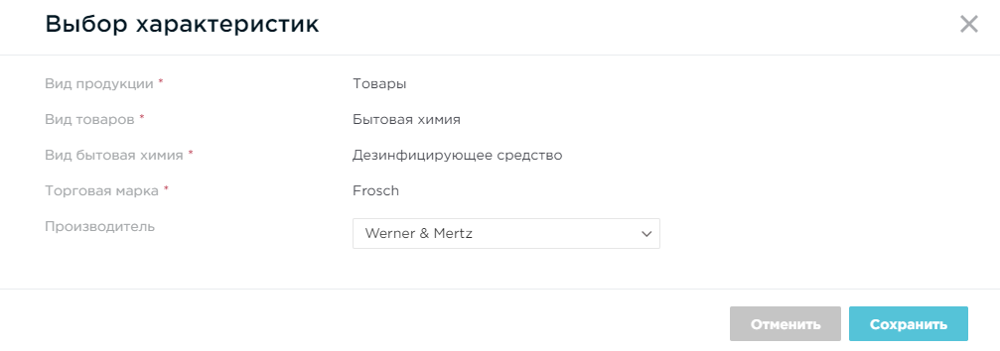 Выбор характеристик
Вид продукции * Товары
Вид товаров * Бытовая химия
Вид бытовая химия * Дезинфицирующее средство
Торговая марка * Frosch
Производитель Werner & Mertz
Отменить Сохранить